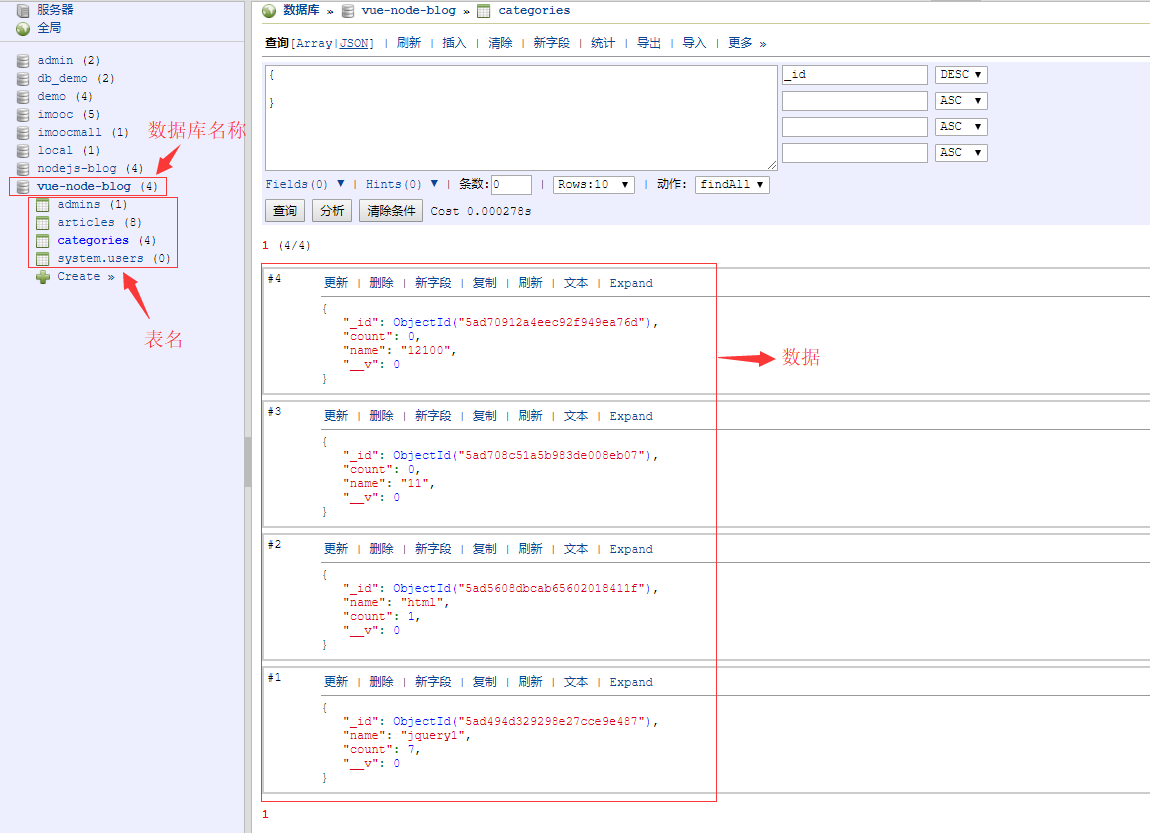 服务器
全局
admin (2)
db_demo (2)
demo (4)
imooc (5)
imoocmall (1)
local (1)
nodejs-blog (4)
vue-node-blog (4)
admins (1)
articles (8)
categories (4)
system.users (0)
Create »
数据库名称
表名
数据库 » vue-node-blog » categories
查询[Array|JSON] | 刷新 | 插入 | 清除 | 新字段 | 统计 | 导出 | 导入 | 更多 »
{
}
_id DESC ▼
ASC ▼
ASC ▼
ASC ▼
Fields(0) ▼ | Hints(0) ▼ | 条数:0 | Rows:10 ▼ | 动作: findAll ▼
查询 分析 清除条件 Cost 0.000278s
1 (4/4)
#4 更新 | 删除 | 新字段 | 复制 | 刷新 | 文本 | Expand
{
"_id": ObjectId("5ad70912a4eec92f949ea76d"),
"count": 0,
"name": "12100",
"__v": 0
}
数据
#3 更新 | 删除 | 新字段 | 复制 | 刷新 | 文本 | Expand
{
"_id": ObjectId("5ad708c51a5b983de008eb07"),
"count": 0,
"name": "11",
"__v": 0
}
#2 更新 | 删除 | 新字段 | 复制 | 刷新 | 文本 | Expand
{
"_id": ObjectId("5ad5608dbcab65602018411f"),
"name": "html",
"count": 1,
"__v": 0
}
#1 更新 | 删除 | 新字段 | 复制 | 刷新 | 文本 | Expand
{
"_id": ObjectId("5ad494d329298e27cce9e487"),
"name": "jquery1",
"count": 7,
"__v": 0
}
1